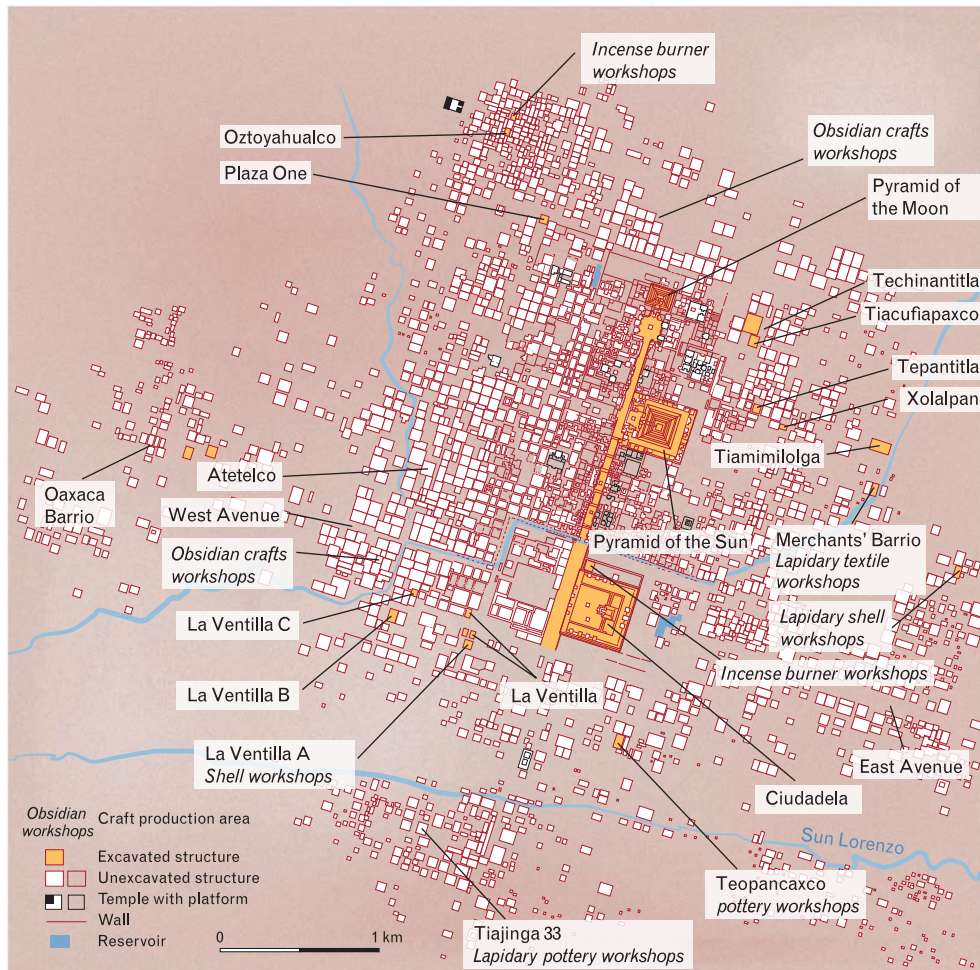 Incense burner
workshops
Oztoyahualco
Plaza One
Obsidian crafts
workshops
Pyramid of
the Moon
Techinantitla
Tiacufiapaxco
Tepantitla
Xolalpan
Tiamimilolga
Oaxaca
Barrio
Atetelco
West Avenue
Obsidian crafts
workshops
Pyramid of the Sun
Merchants' Barrio
Lapidary textile
workshops
Lapidary shell
workshops
La Ventilla C
La Ventilla B
La Ventilla
Incense burner workshops
La Ventilla A
Shell workshops
East Avenue
Ciudadela
Sun Lorenzo
Teopancaxco
pottery workshops
Tiajinga 33
Lapidary pottery workshops
Obsidian
workshops
Craft production area
Excavated structure
Unexcavated structure
Temple with platform
Wall
Reservoir
0 1 km